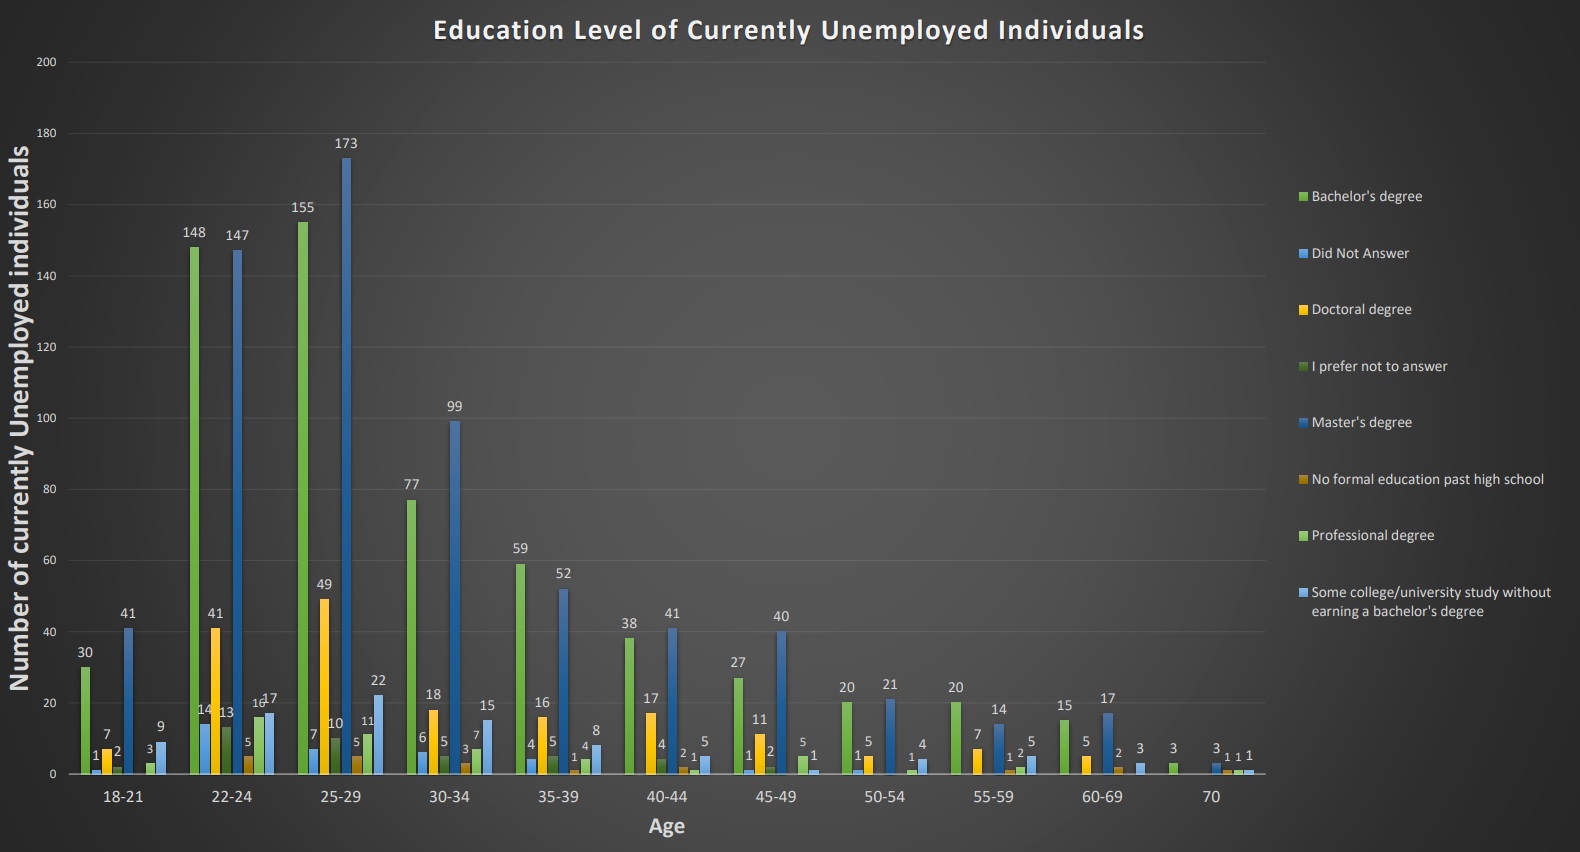 Education Level of Currently Unemployed Individuals
Number of currently Unemployed individuals
200
180
160
140
120
100
80
60
40
20
0
30 1 7 2 41 3 9
148 14 41 13 147 5 16 17
155 7 49 10 173 5 11 22
77 6 18 5 99 3 7 15
59 4 16 5 52 1 4 8
38 17 4 41 2 1 5
27 1 11 2 40 5 1
20 1 5 21 1 4
20 7 14 1 2 5
15 5 17 2 3
3 3 1 1 1
18-21 22-24 25-29 30-34 35-39 40-44 45-49 50-54 55-59 60-69 70
Age
Bachelor's degree
Did Not Answer
Doctoral degree
I prefer not to answer
Master's degree
No formal education past high school
Professional degree
Some college/university study without
earning a bachelor's degree